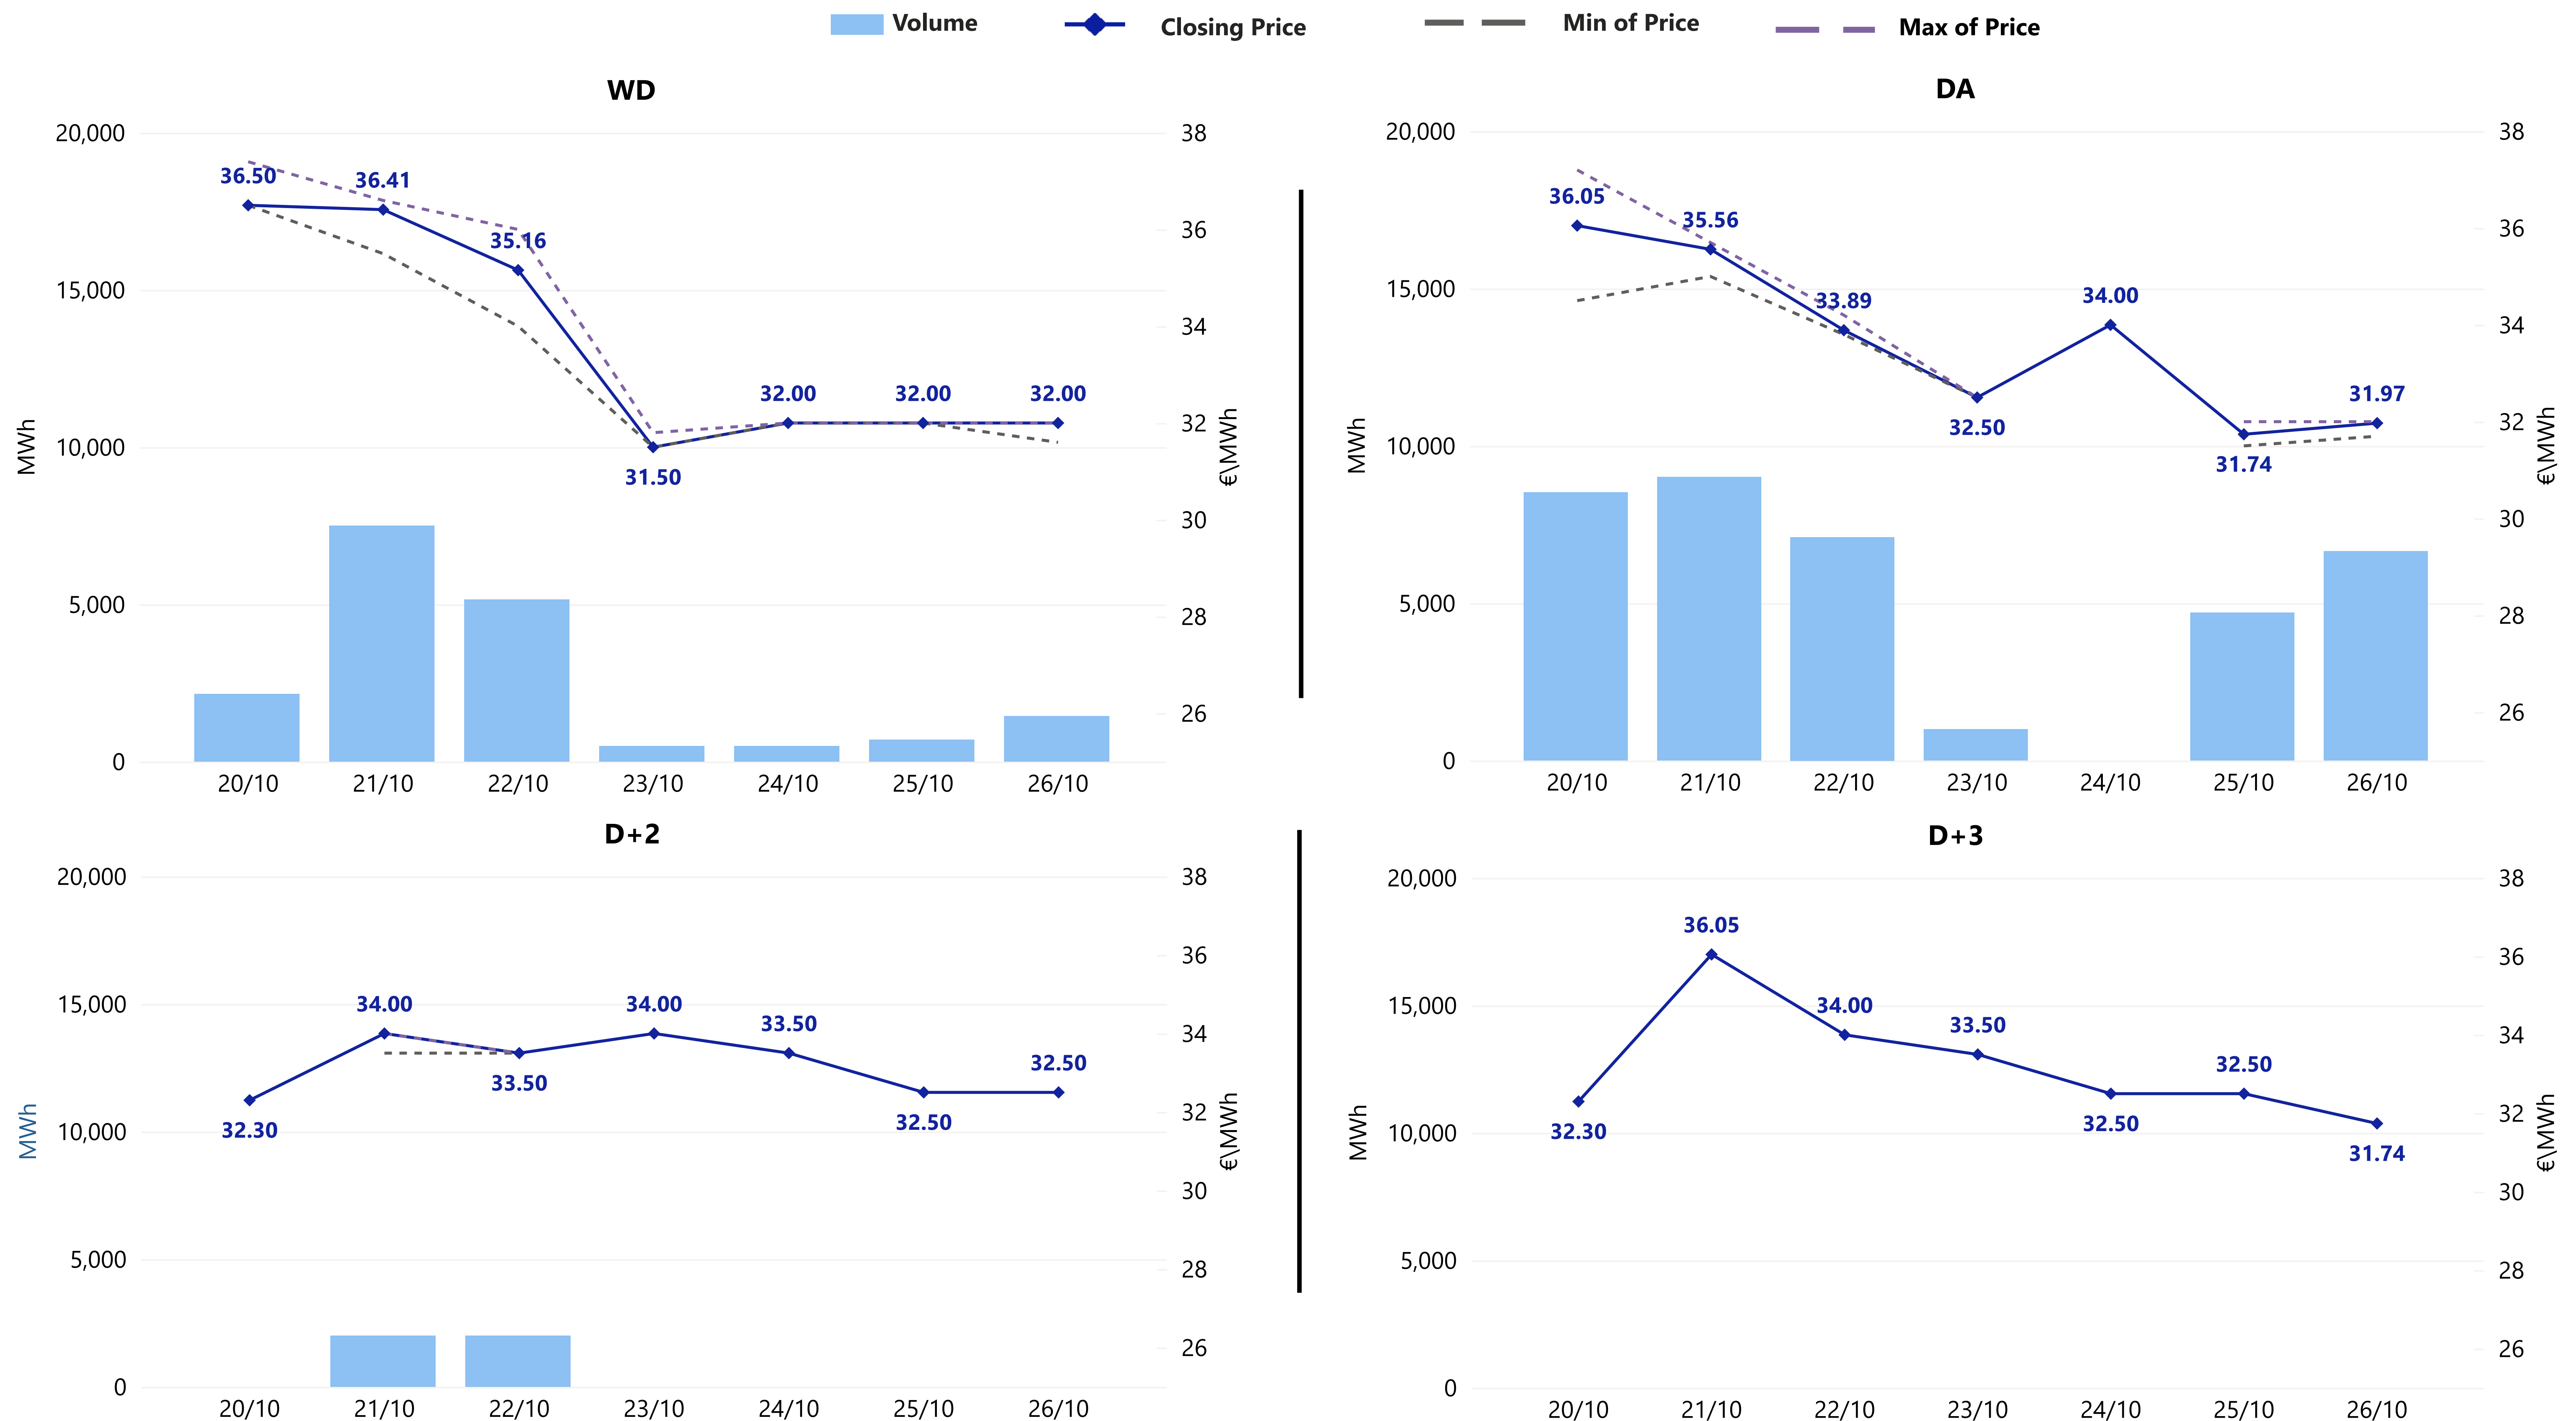 Volume Closing Price Min of Price Max of Price
WD
20,000
15,000
10,000
5,000
0
MWh
38
36
34
32
30
28
26
€\MWh
36.50 36.41 35.16 31.50 32.00 32.00 32.00
20/10 21/10 22/10 23/10 24/10 25/10 26/10
DA
20,000
15,000
10,000
5,000
0
MWh
38
36
34
32
30
28
26
€\MWh
36.05 35.56 33.89 32.50 34.00 31.74 31.97
20/10 21/10 22/10 23/10 24/10 25/10 26/10
D+2
20,000
15,000
10,000
5,000
0
MWh
38
36
34
32
30
28
26
€\MWh
32.30 34.00 33.50 34.00 33.50 32.50 32.50
20/10 21/10 22/10 23/10 24/10 25/10 26/10
D+3
20,000
15,000
10,000
5,000
0
MWh
38
36
34
32
30
28
26
€\MWh
32.30 36.05 34.00 33.50 32.50 32.50 31.74
20/10 21/10 22/10 23/10 24/10 25/10 26/10